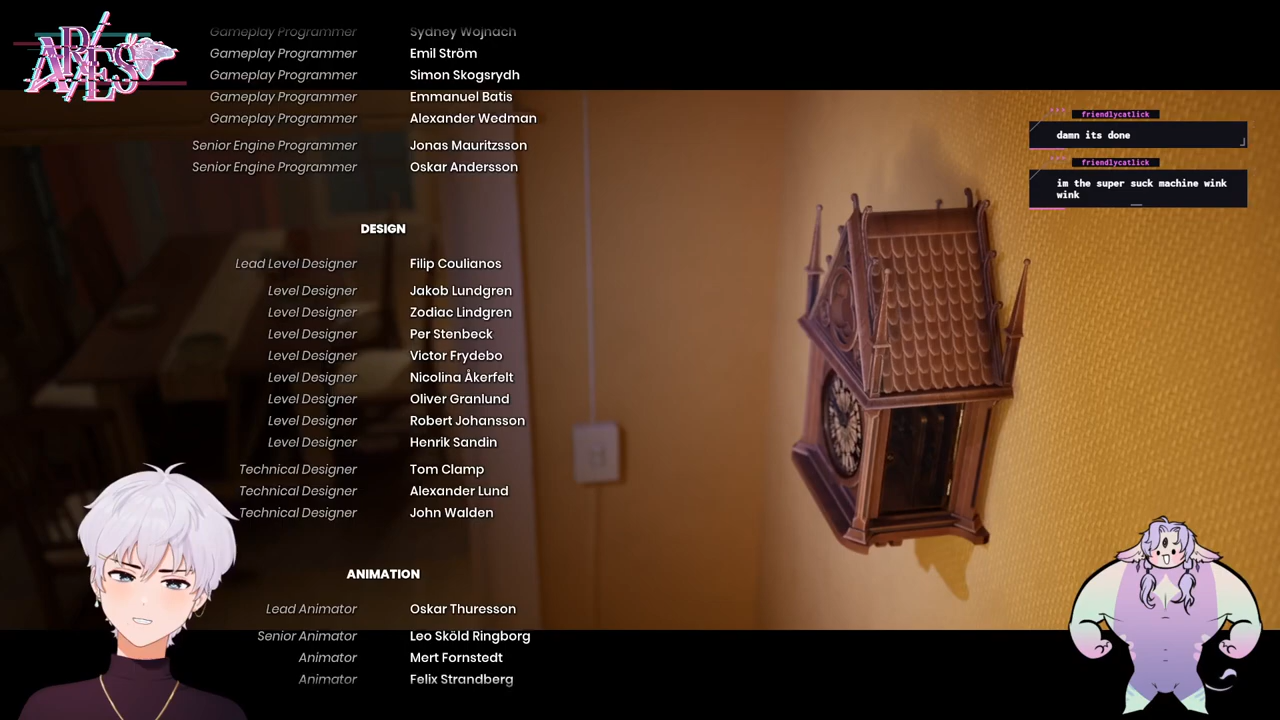 ARES
Gameplay Programmer Sydney Wojnach
Gameplay Programmer Emil Ström
Gameplay Programmer Simon Skogsrydh
Gameplay Programmer Emmanuel Batis
Gameplay Programmer Alexander Wedman
Senior Engine Programmer Jonas Mauritzsson
Senior Engine Programmer Oskar Andersson
DESIGN
Lead Level Designer Filip Coulianos
Level Designer Jakob Lundgren
Level Designer Zodiac Lindgren
Level Designer Per Stenbeck
Level Designer Victor Frydebo
Level Designer Nicolina Åkerfelt
Level Designer Oliver Granlund
Level Designer Robert Johansson
Level Designer Henrik Sandin
Technical Designer Tom Clamp
Technical Designer Alexander Lund
Technical Designer John Walden
ANIMATION
Lead Animator Oskar Thuresson
Senior Animator Leo Sköld Ringborg
Animator Mert Fornstedt
Animator Felix Strandberg
friendlycatlick
damn its done
friendlycatlick
im the super suck machine wink
wink